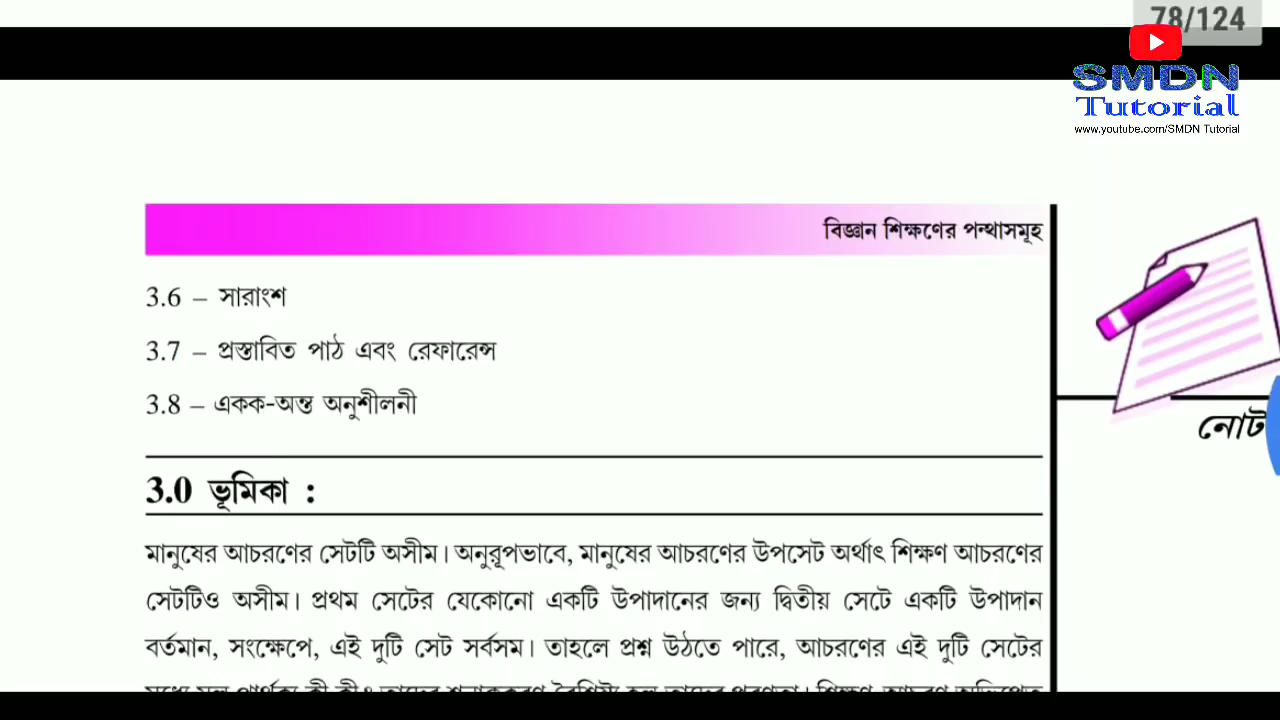 78/124
SMDN
Tutorial
www.youtube.com/SMDN Tutorial
বিজ্ঞান শিক্ষণের পন্থাসমূহ
3.6 – সারাংশ
3.7 – প্রস্তাবিত পাঠ এবং রেফারেন্স
3.8 – একক-অন্ত অনুশীলনী
নোট
3.0 ভূমিকা :
মানুষের আচরণের সেটটি অসীম। অনুরূপভাবে, মানুষের আচরণের উপসেট অর্থাৎ শিক্ষণ আচরণের
সেটটিও অসীম। প্রথম সেটের যেকোনো একটি উপাদানের জন্য দ্বিতীয় সেটে একটি উপাদান
বর্তমান, সংক্ষেপে, এই দুটি সেট সর্বসম। তাহলে প্রশ্ন উঠতে পারে, আচরণের এই দুটি সেটের